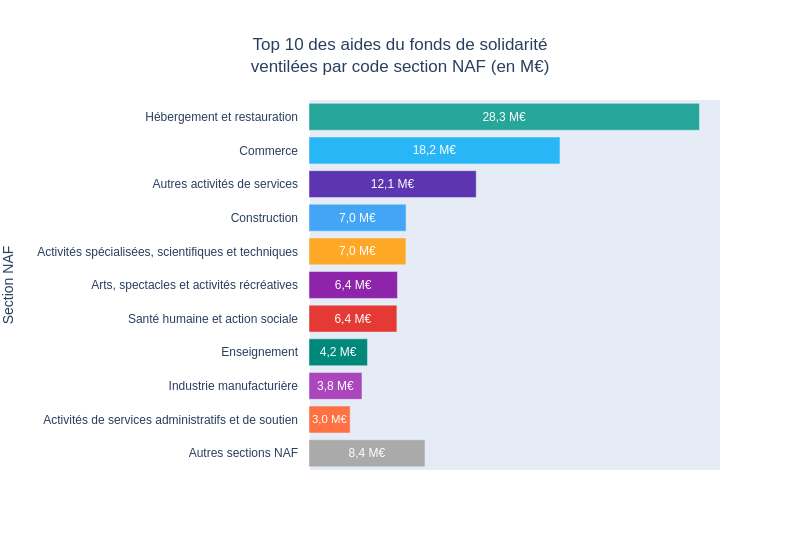 Top 10 des aides du fonds de solidarité
ventilées par code section NAF (en M€)
Section NAF
Hébergement et restauration 28,3 M€
Commerce 18,2 M€
Autres activités de services 12,1 M€
Construction 7,0 M€
Activités spécialisées, scientifiques et techniques 7,0 M€
Arts, spectacles et activités récréatives 6,4 M€
Santé humaine et action sociale 6,4 M€
Enseignement 4,2 M€
Industrie manufacturière 3,8 M€
Activités de services administratifs et de soutien 3,0 M€
Autres sections NAF 8,4 M€